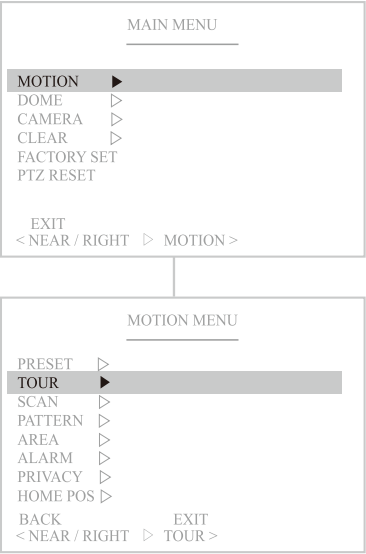 MAIN MENU
MOTION ▶
DOME ▷
CAMERA ▷
CLEAR ▷
FACTORY SET
PTZ RESET
EXIT
< NEAR / RIGHT ▷ MOTION >
MOTION MENU
PRESET ▷
TOUR ▶
SCAN ▷
PATTERN ▷
AREA ▷
ALARM ▷
PRIVACY ▷
HOME POS ▷
BACK EXIT
< NEAR / RIGHT ▷ TOUR >